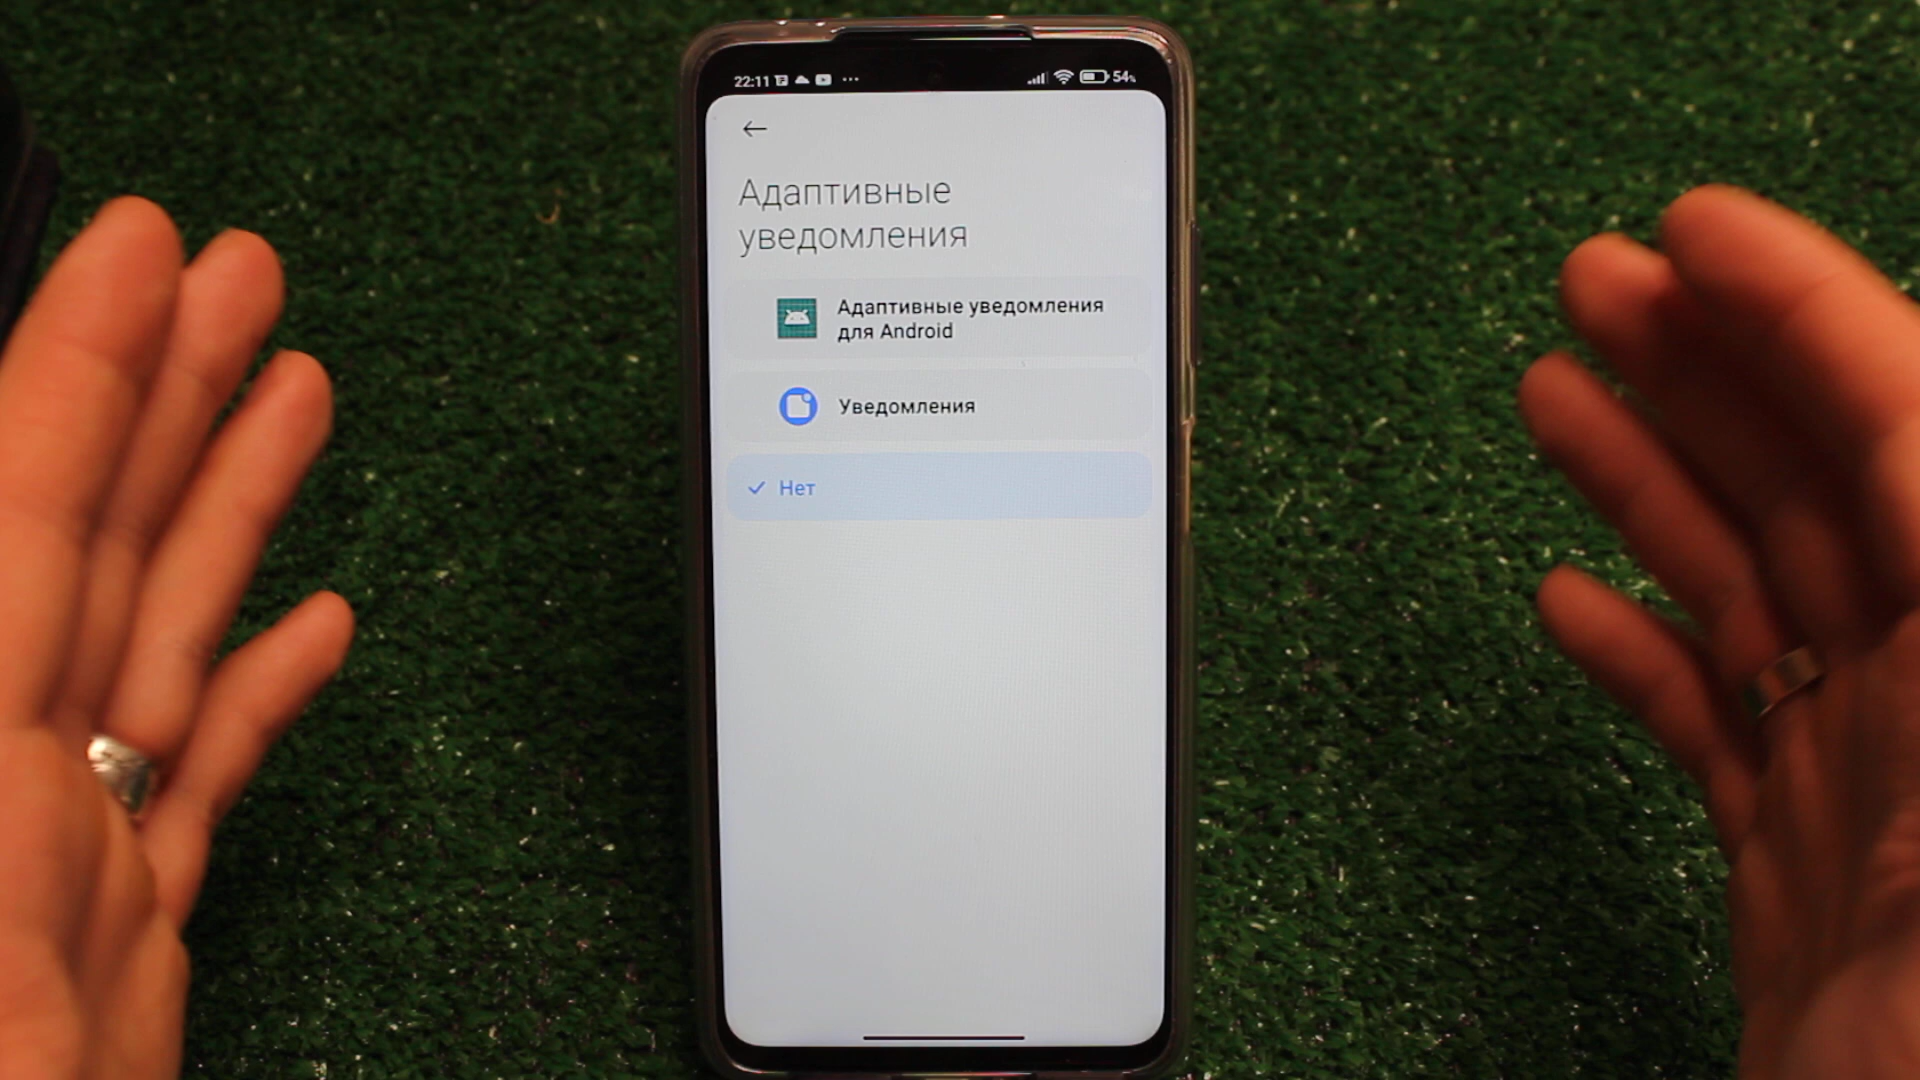 22:11 54%
Адаптивные
уведомления
Адаптивные уведомления
для Android
Уведомления
Нет